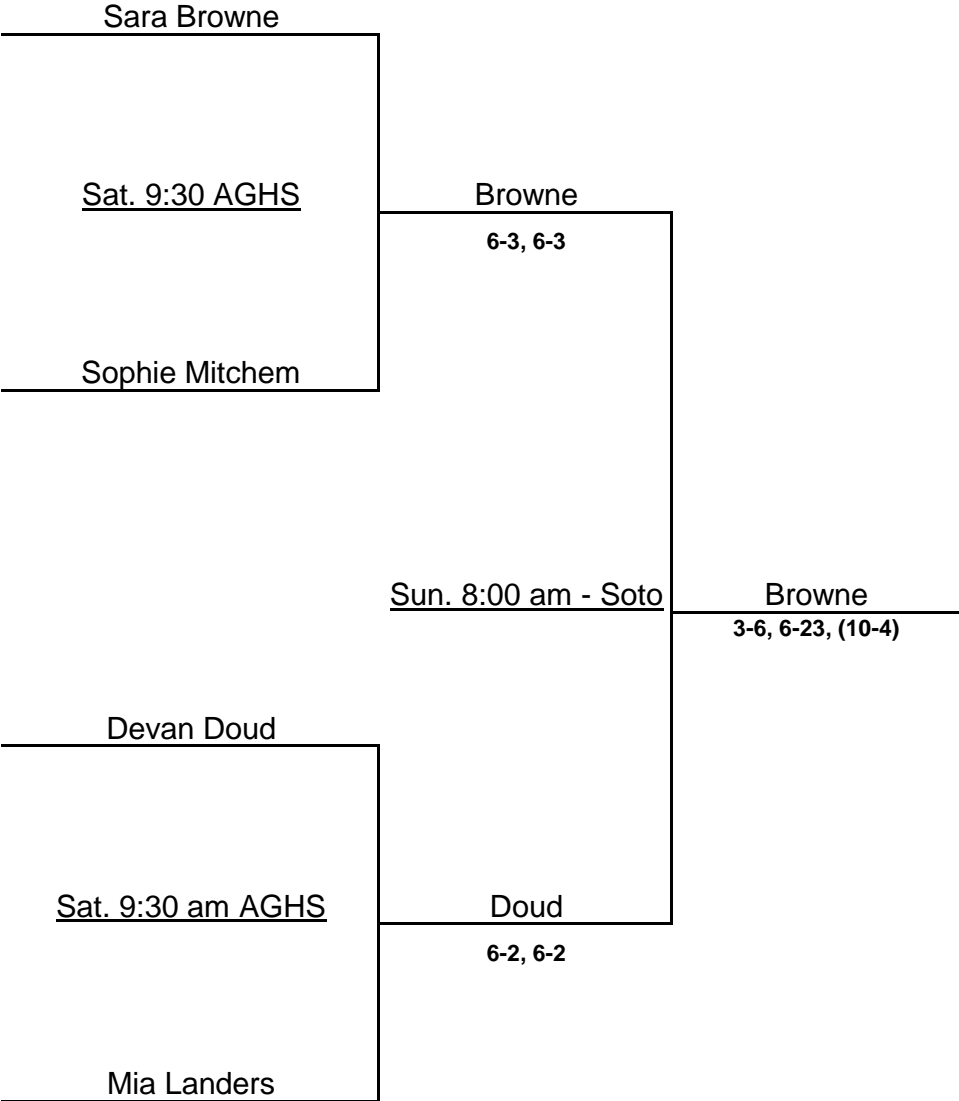 Sara Browne
Sat. 9:30 AGHS
Browne
6-3, 6-3
Sophie Mitchem
Sun. 8:00 am - Soto
Browne
3-6, 6-23, (10-4)
Devan Doud
Sat. 9:30 am AGHS
Doud
6-2, 6-2
Mia Landers